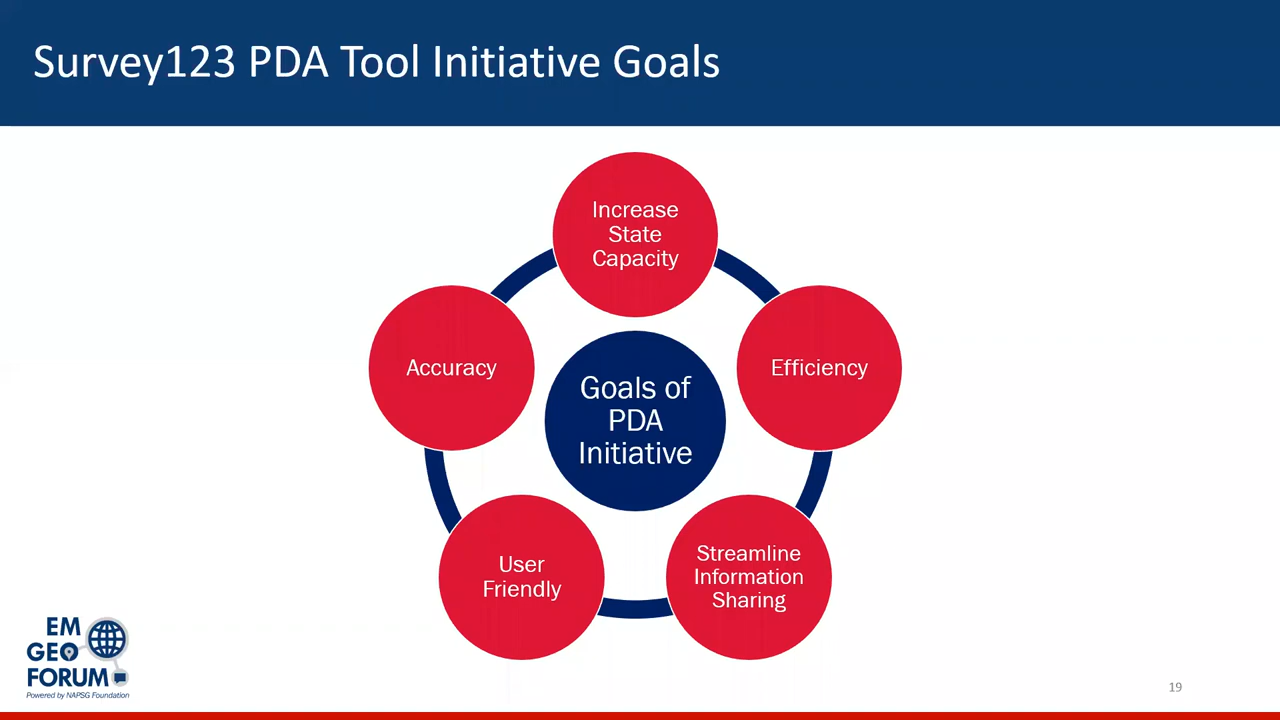 Survey123 PDA Tool Initiative Goals
Increase
State
Capacity
Accuracy
Efficiency
Goals of
PDA
Initiative
User
Friendly
Streamline
Information
Sharing
EM
GEO
FORUM
Powered by NAPSG Foundation
19